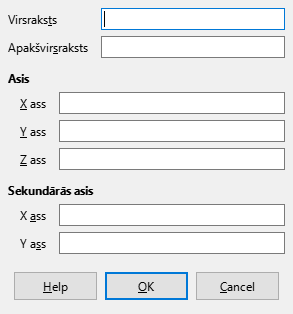 Virsraksts
Apakšvirsraksts
Asis
X ass
Y ass
Z ass
Sekundārās asis
X ass
Y ass
Help
OK
Cancel